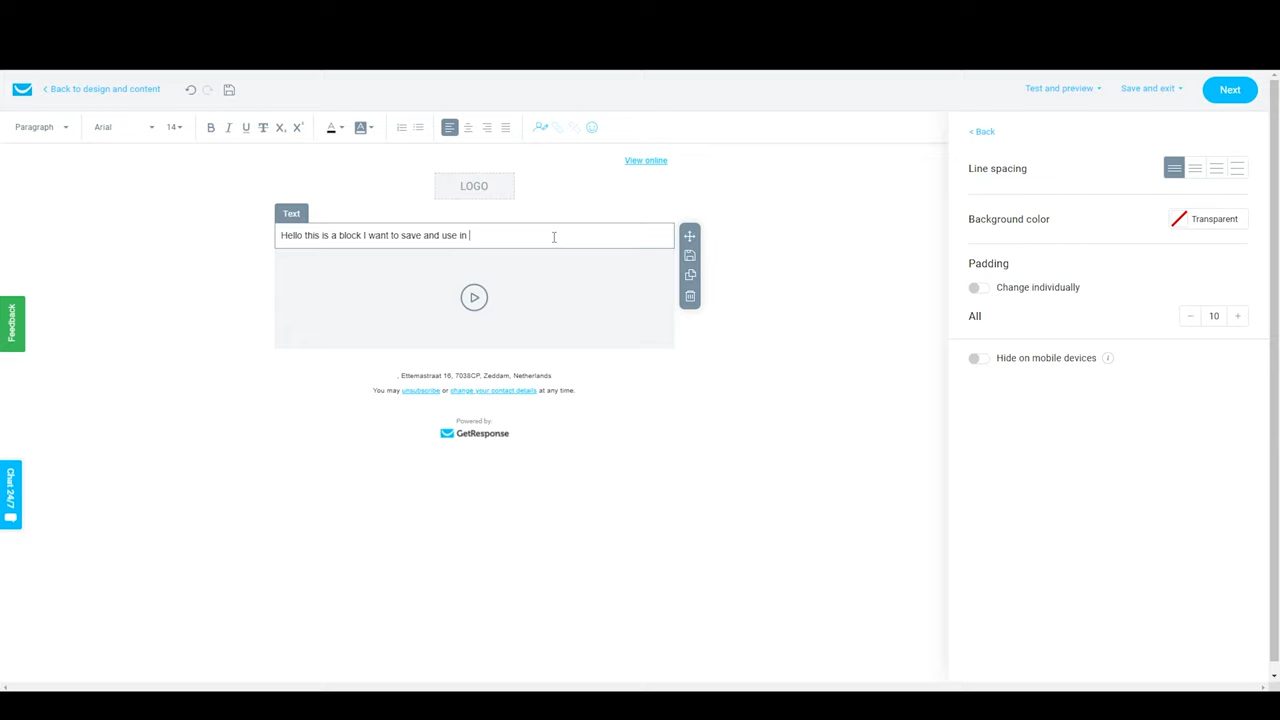 < Back to design and content
Test and preview
Save and exit
Next
Paragraph
Arial
14
B I U T X, X'
A
A
< Back
View online
LOGO
Text
Hello this is a block I want to save and use in
Line spacing
Background color
Transparent
Padding
Change individually
All
− 10 +
Hide on mobile devices
i
Feedback
, Ettemastraat 16, 7038CP, Zeddam, Netherlands
You may unsubscribe or change your contact details at any time.
Powered by:
GetResponse
Chat 24/7